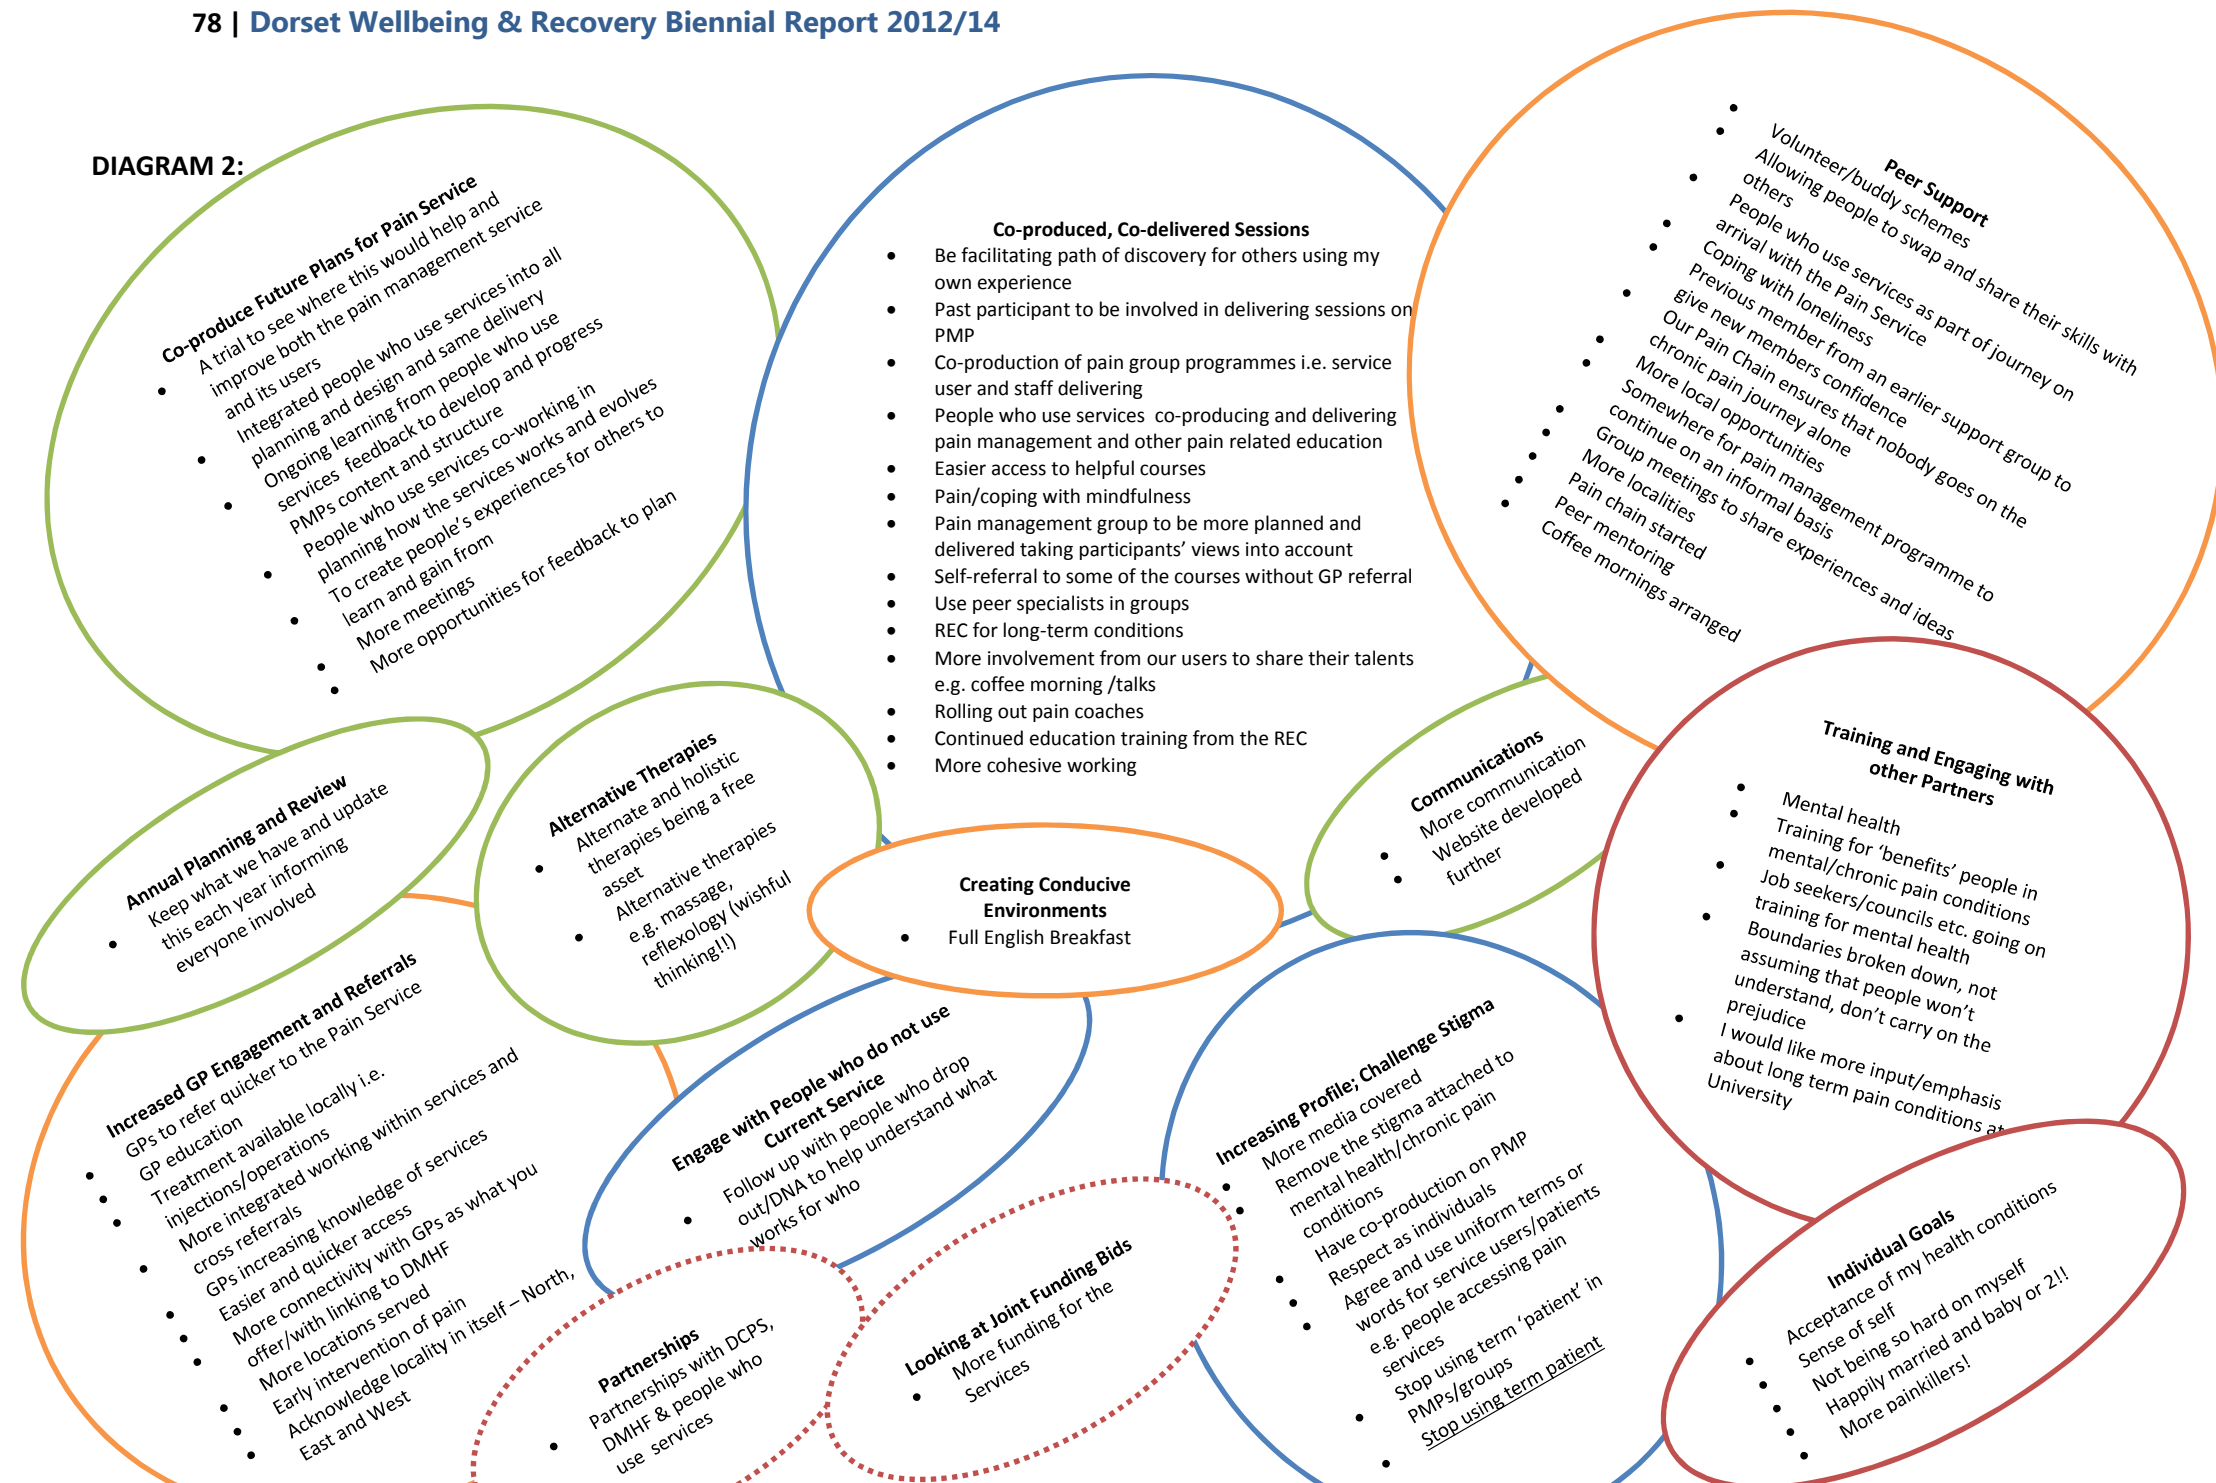 78 | Dorset Wellbeing & Recovery Biennial Report 2012/14
DIAGRAM 2:
Co-produce Future Plans for Pain Service
• A trial to see where this would help and
improve both the pain management service
and its users
• Integrated people who use services into all
planning and design and same delivery
• Ongoing learning from people who use
services feedback to develop and progress
PMPs content and structure
• People who use services co-working in
planning how the services works and evolves
• To create people's experiences for others to
learn and gain from
• More meetings
• More opportunities for feedback to plan
Co-produced, Co-delivered Sessions
• Be facilitating path of discovery for others using my
own experience
• Past participant to be involved in delivering sessions on
PMP
• Co-production of pain group programmes i.e. service
user and staff delivering
• People who use services co-producing and delivering
pain management and other pain related education
• Easier access to helpful courses
• Pain/coping with mindfulness
• Pain management group to be more planned and
delivered taking participants' views into account
• Self-referral to some of the courses without GP referral
• Use peer specialists in groups
• REC for long-term conditions
• More involvement from our users to share their talents
e.g. coffee morning /talks
• Rolling out pain coaches
• Continued education training from the REC
• More cohesive working
Peer Support
• Volunteer/buddy schemes
• Allowing people to swap and share their skills with
others
• People who use services as part of journey on
arrival with the Pain Service
• Coping with loneliness
• Previous member from an earlier support group to
give new members confidence
• Our Pain Chain ensures that nobody goes on the
chronic pain journey alone
• More local opportunities
• Somewhere for pain management programme to
continue on an informal basis
• Group meetings to share experiences and ideas
• More localities
• Pain chain started
• Peer mentoring
• Coffee mornings arranged
Annual Planning and Review
• Keep what we have and update
this each year informing
everyone involved
Alternative Therapies
• Alternate and holistic
therapies being a free
asset
• Alternative therapies
e.g. massage,
reflexology (wishful
thinking!!)
Creating Conducive
Environments
• Full English Breakfast
Communications
• More communication
• Website developed
further
Training and Engaging with
other Partners
• Mental health
• Training for 'benefits' people in
mental/chronic pain conditions
• Job seekers/councils etc. going on
training for mental health
• Boundaries broken down, not
assuming that people won't
understand, don't carry on the
prejudice
• I would like more input/emphasis
about long term pain conditions at
University
Increased GP Engagement and Referrals
• GPs to refer quicker to the Pain Service
• GP education
• Treatment available locally i.e.
injections/operations
• More integrated working within services and
cross referrals
• GPs increasing knowledge of services
• Easier and quicker access
• More connectivity with GPs as what you
offer/with linking to DMHF
• More locations served
• Early intervention of pain
• Acknowledge locality in itself – North,
East and West
Engage with People who do not use
Current Service
• Follow up with people who drop
out/DNA to help understand what
works for who
Increasing Profile; Challenge Stigma
• More media covered
• Remove the stigma attached to
mental health/chronic pain
conditions
• Have co-production on PMP
• Respect as individuals
• Agree and use uniform terms or
words for service users/patients
e.g. people accessing pain
services
• Stop using term 'patient' in
PMPs/groups
• Stop using term patient
Partnerships
• Partnerships with DCPS,
DMHF & people who
use services
Looking at Joint Funding Bids
• More funding for the
Services
Individual Goals
• Acceptance of my health conditions
• Sense of self
• Not being so hard on myself
• Happily married and baby or 2!!
• More painkillers!